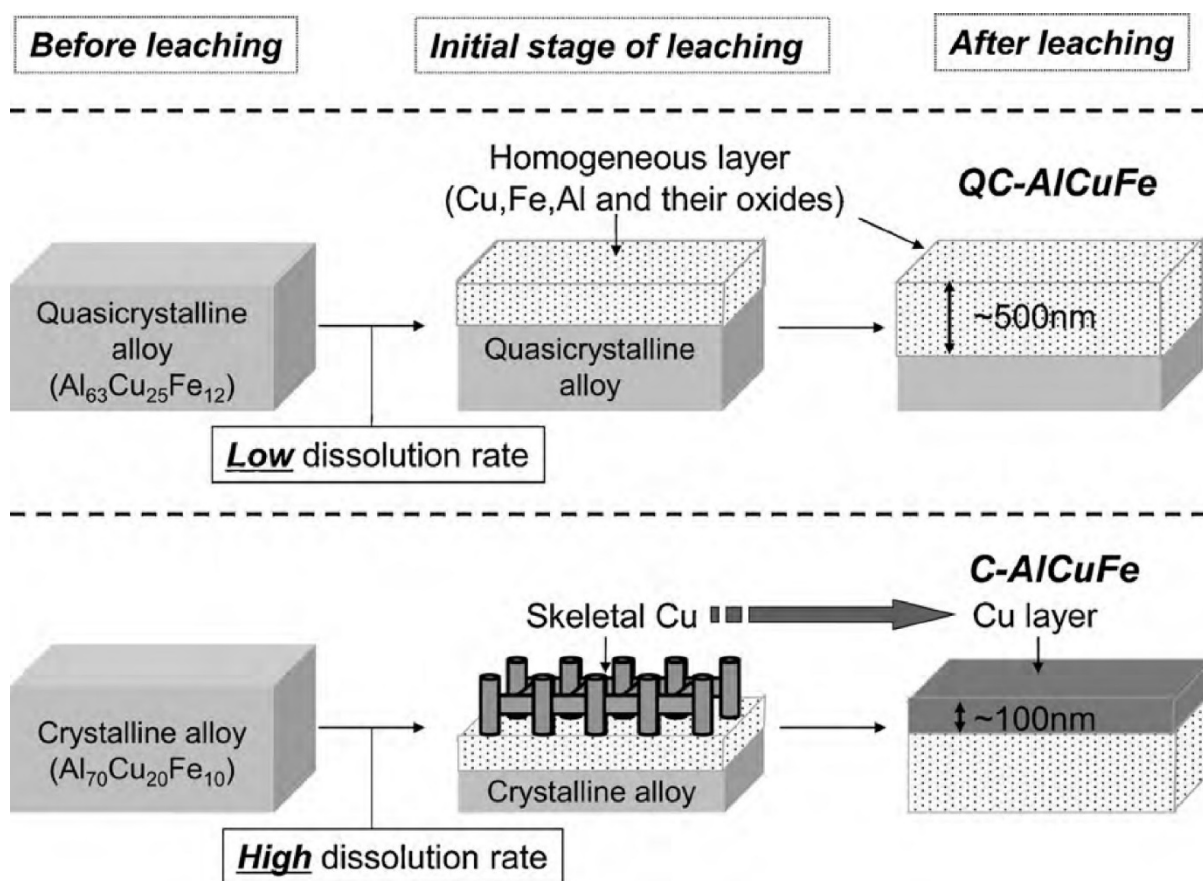 Before leaching
Initial stage of leaching
After leaching
Homogeneous layer
(Cu,Fe,Al and their oxides)
QC-AlCuFe
Quasicrystalline
alloy
(Al₆₃Cu₂₅Fe₁₂)
Quasicrystalline
alloy
~500nm
Low dissolution rate
C-AlCuFe
Skeletal Cu
Cu layer
Crystalline alloy
(Al₇₀Cu₂₀Fe₁₀)
~100nm
Crystalline alloy
High dissolution rate